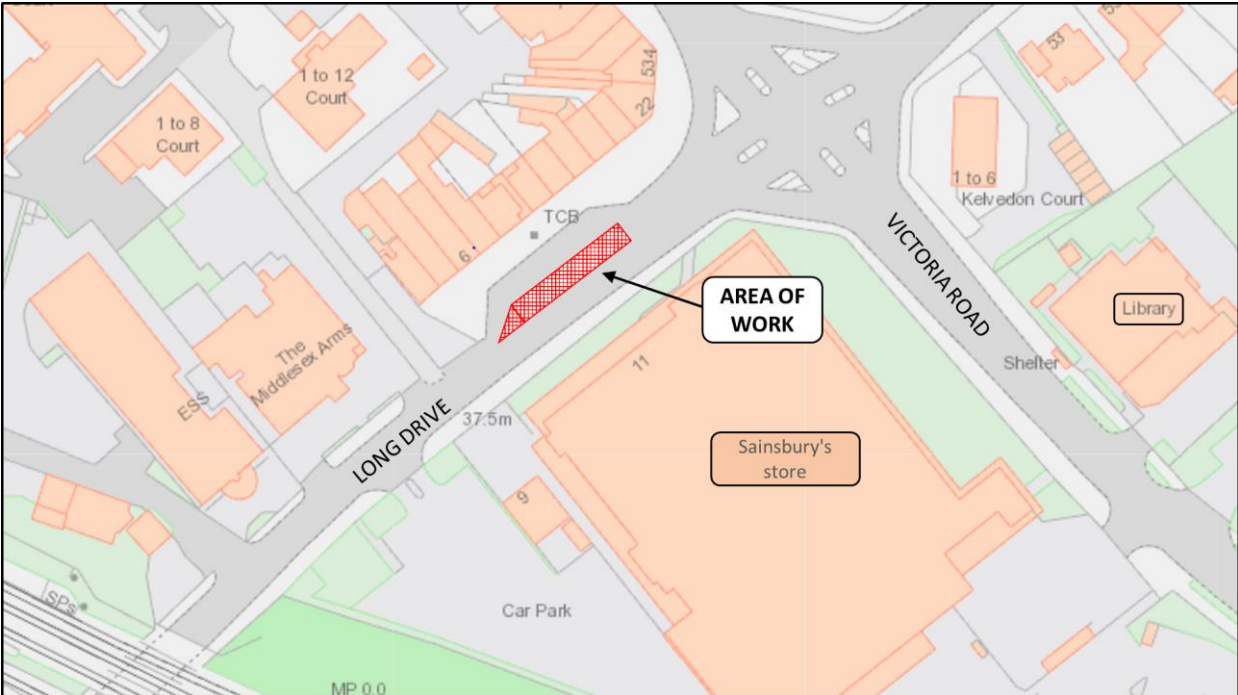 1 to 12
Court
1 to 8
Court
534
22
53
1 to 6
Kelvedon Court
TCB
6
VICTORIA ROAD
AREA OF
WORK
Library
Shelter
The
Middlesex Arms
ESS
11
LONG DRIVE
37.5m
Sainsbury's
store
9
SPs
Car Park
MP 0.0